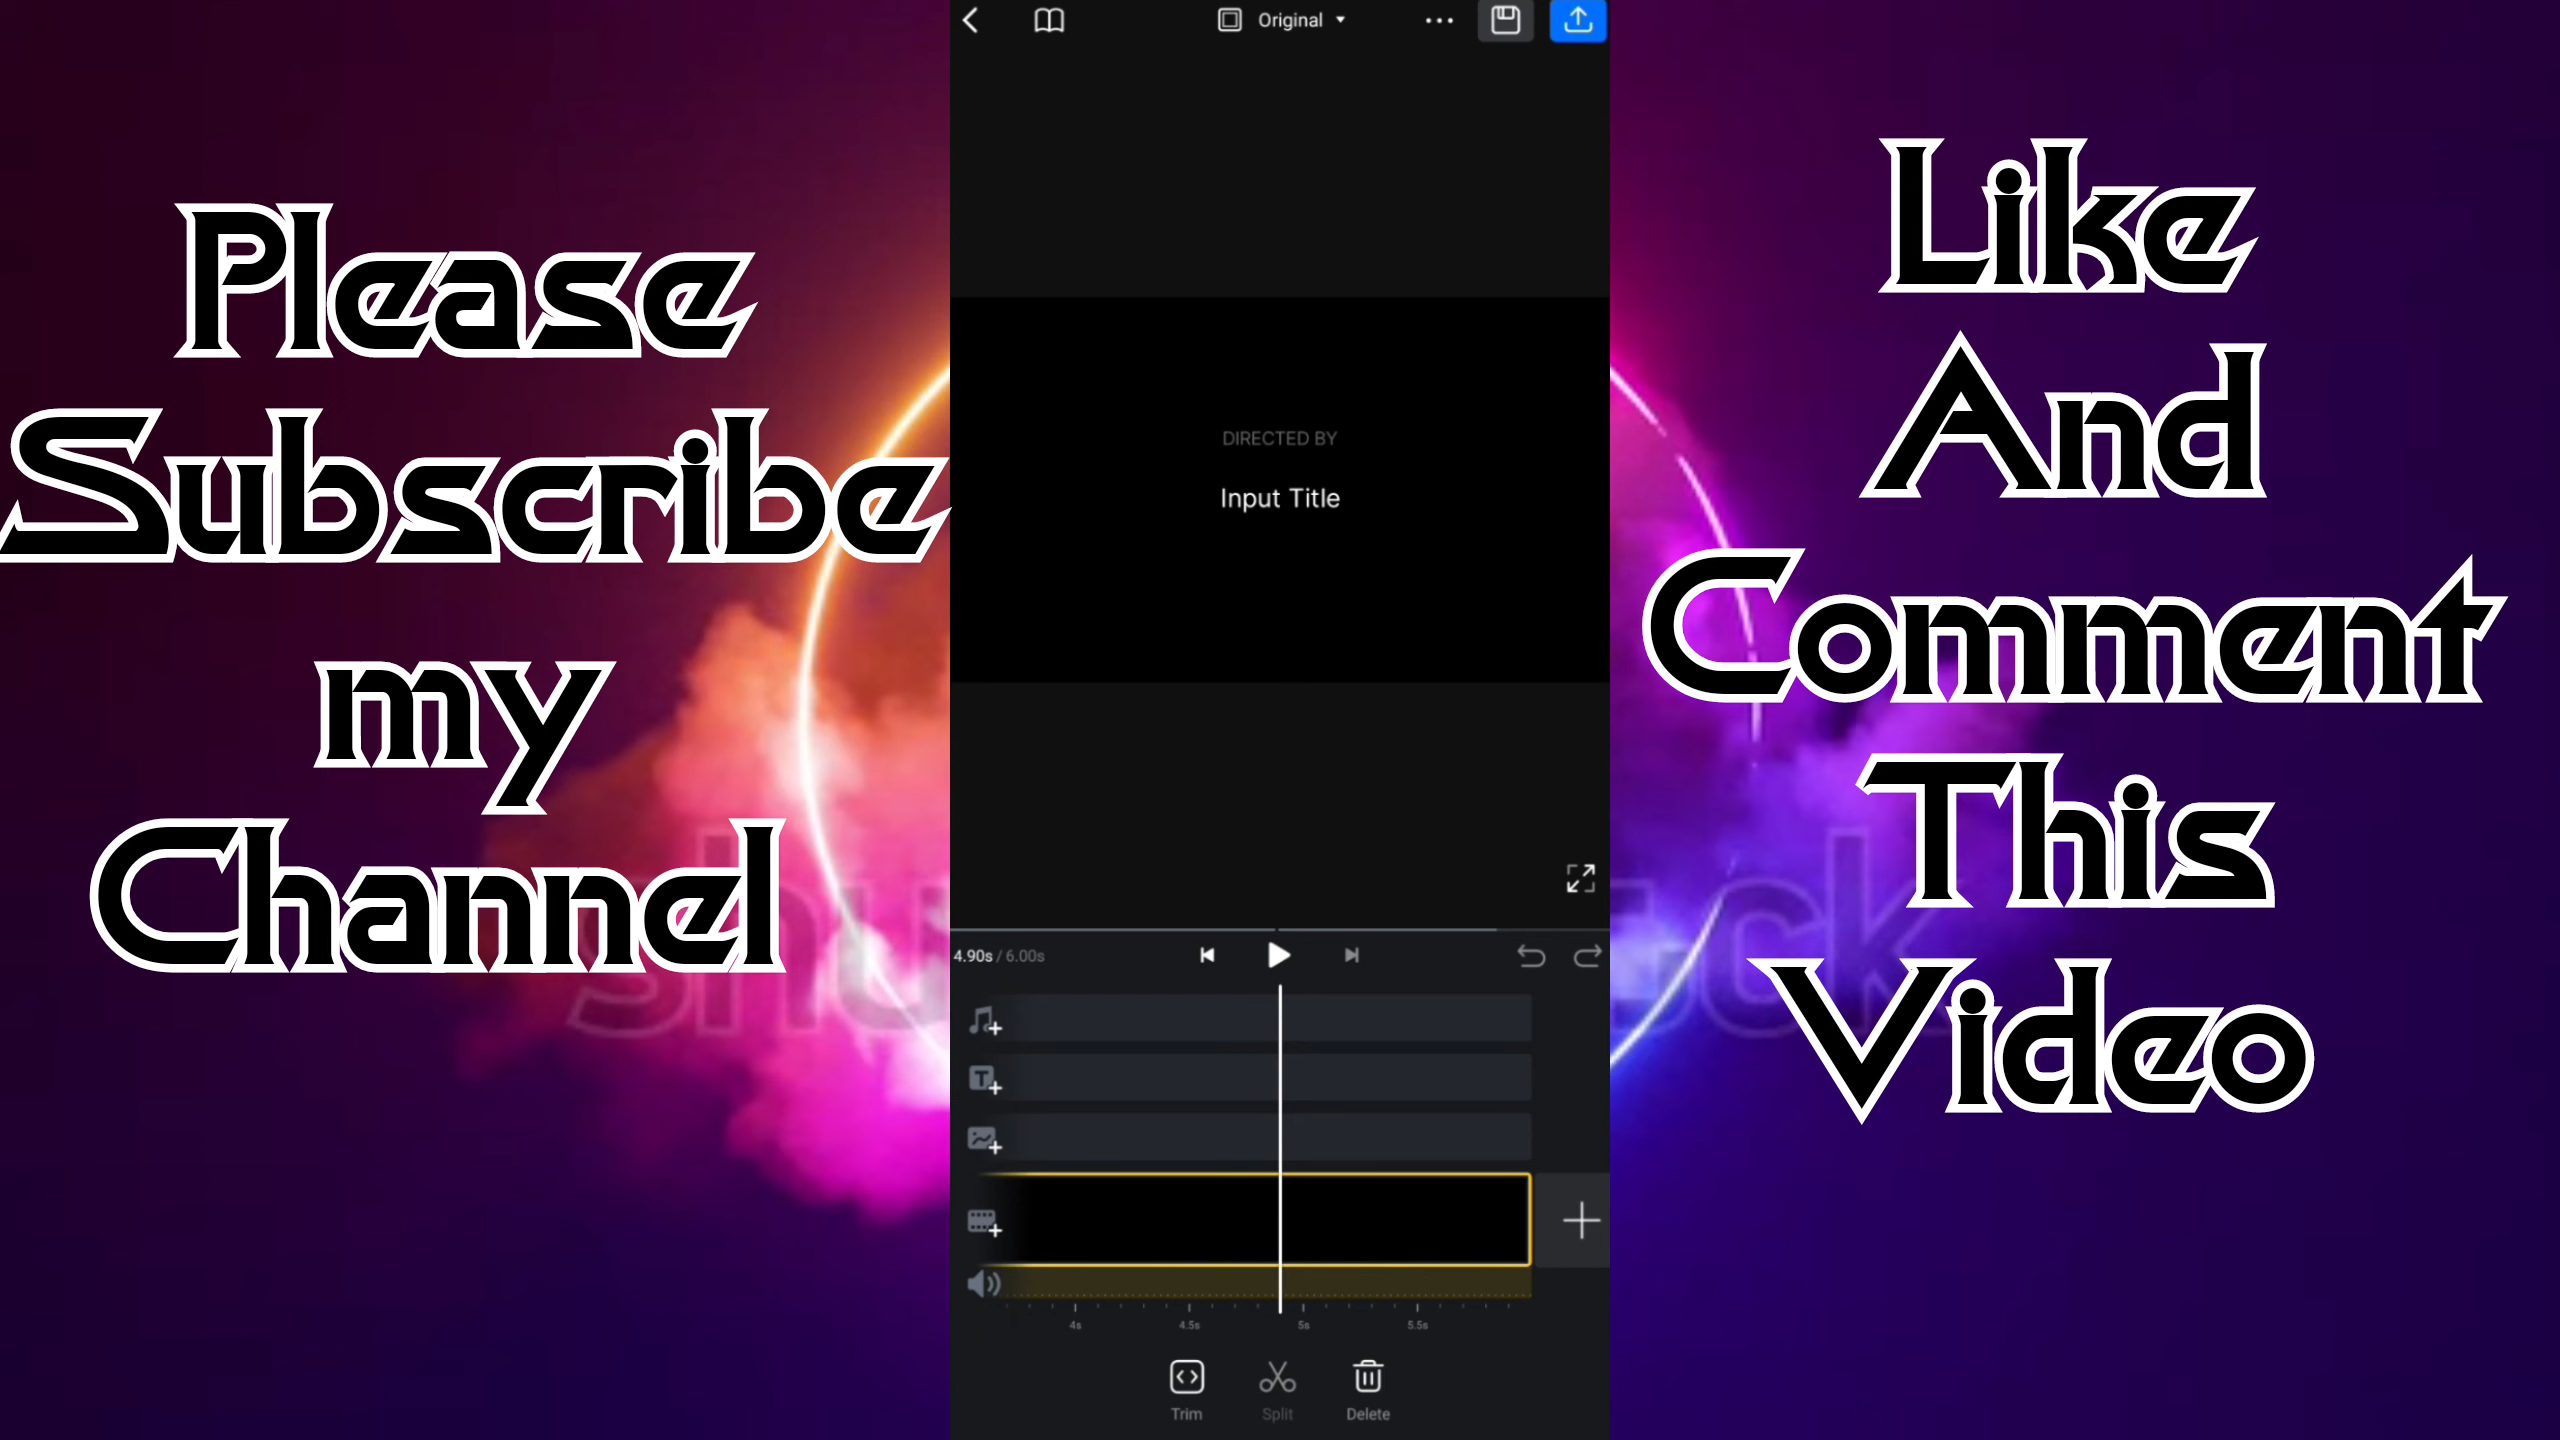 Please
Subscribe
my
Channel
Original
DIRECTED BY
Input Title
4.90s / 6.00s
4s
4.5s
5s
5.5s
Trim
Split
Delete
Like
And
Comment
This
Video